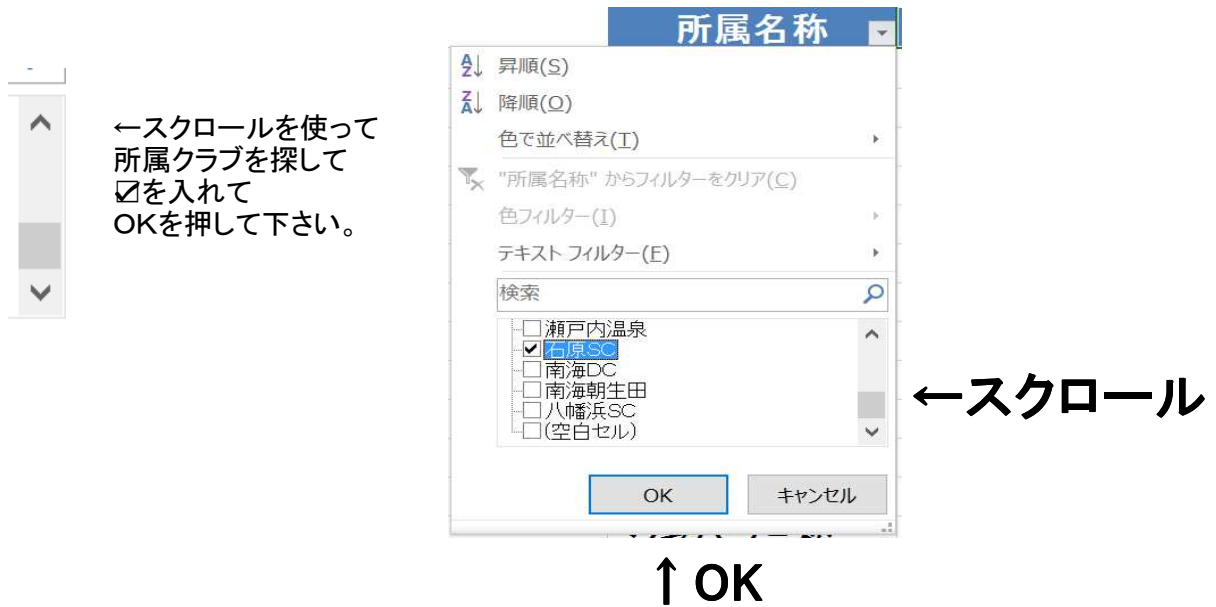 所属名称
昇順(S)
降順(O)
色で並べ替え(T)
"所属名称" からフィルターをクリア(C)
色フィルター(I)
テキスト フィルター(F)
検索
瀬戸内温泉
石原SC
南海DC
南海朝生田
八幡浜SC
(空白セル)
OK
キャンセル
←スクロールを使って
所属クラブを探して
☑を入れて
OKを押して下さい。
←スクロール
↑OK